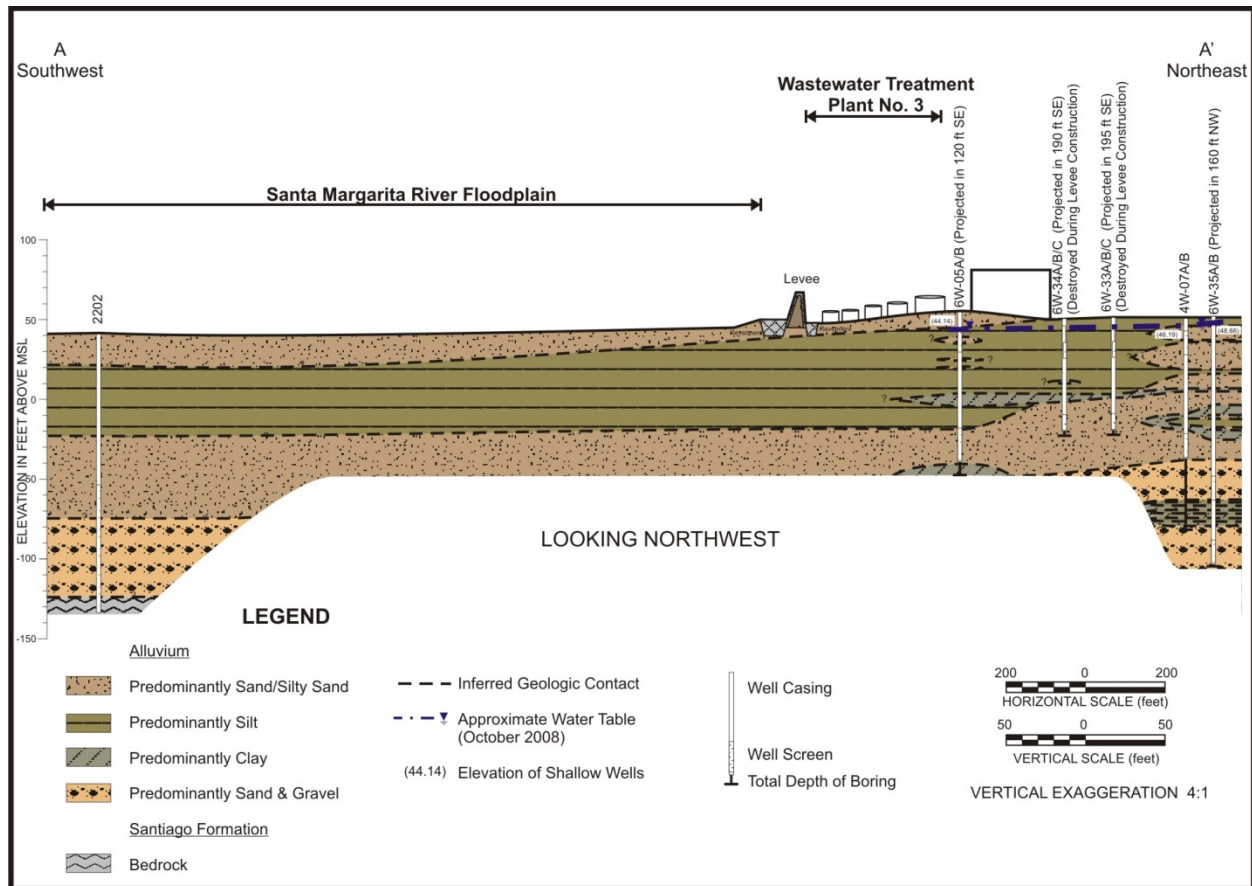 A
Southwest
A'
Northeast
Wastewater Treatment
Plant No. 3
Santa Margarita River Floodplain
Levee
2202
6W-05A/B (Projected in 120 ft SE)
6W-34A/B/C (Projected in 190 ft SE)
(Destroyed During Levee Construction)
6W-33A/B/C (Projected in 195 ft SE)
(Destroyed During Levee Construction)
4W-07A/B
6W-35A/B (Projected in 160 ft NW)
ELEVATION IN FEET ABOVE MSL
100
50
0
-50
-100
-150
(44.14)
(46.19)
(48.66)
?
?
?
?
?
?
LOOKING NORTHWEST
LEGEND
Alluvium
Predominantly Sand/Silty Sand
Predominantly Silt
Predominantly Clay
Predominantly Sand & Gravel
Santiago Formation
Bedrock
Inferred Geologic Contact
Approximate Water Table
(October 2008)
(44.14) Elevation of Shallow Wells
Well Casing
Well Screen
Total Depth of Boring
200 0 200
HORIZONTAL SCALE (feet)
50 0 50
VERTICAL SCALE (feet)
VERTICAL EXAGGERATION 4:1